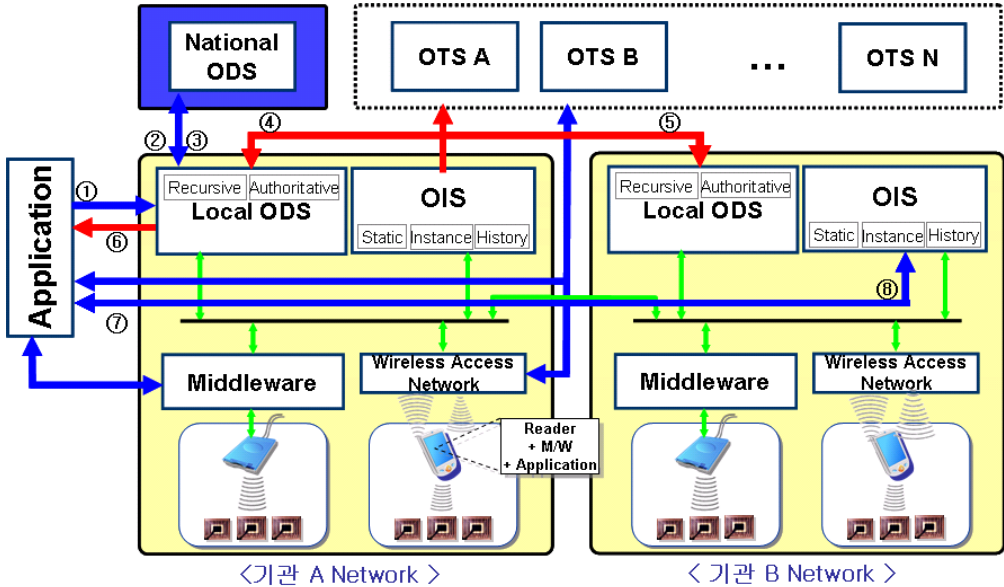 National
ODS
OTS A
OTS B
...
OTS N
②
③
④
⑤
Application
①
⑥
⑦
Recursive
Authoritative
Local ODS
OIS
Static
Instance
History
Recursive
Authoritative
Local ODS
OIS
Static
Instance
History
⑧
Middleware
Wireless Access
Network
Middleware
Wireless Access
Network
Reader
+ M/W
+ Application
<기관 A Network >
< 기관 B Network >